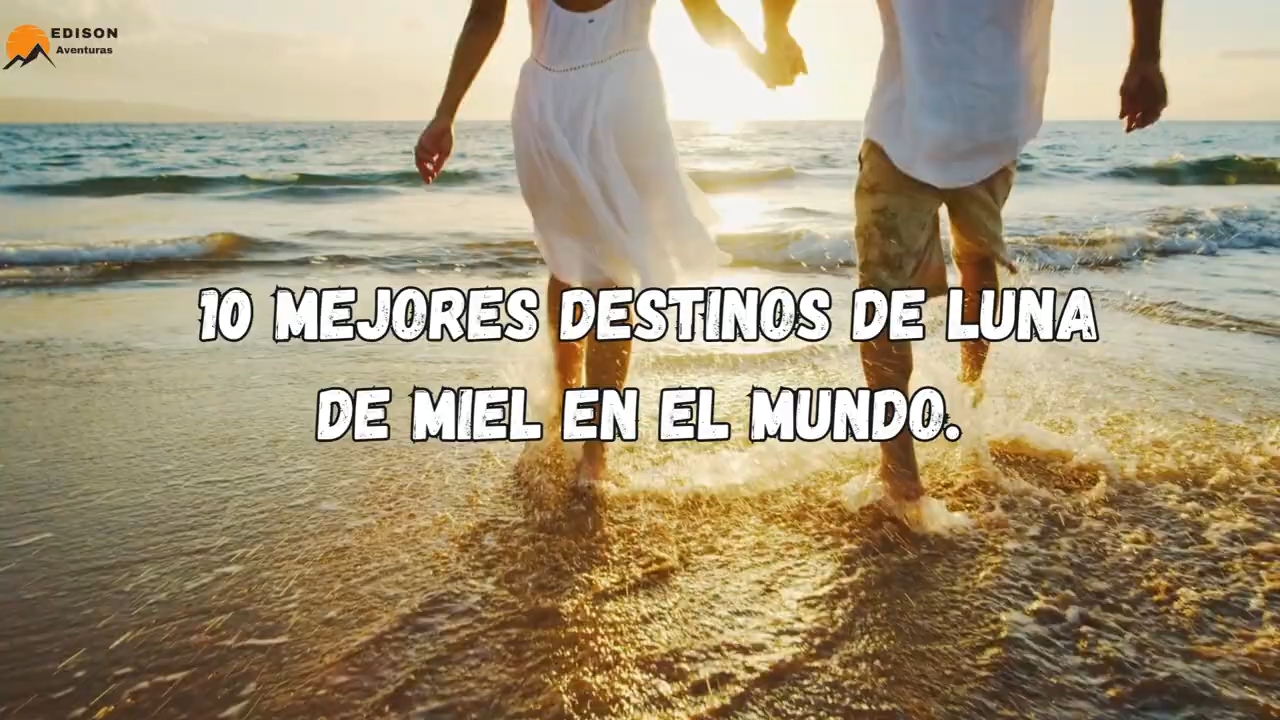 EDISON
Aventuras
10 MEJORES DESTINOS DE LUNA
DE MIEL EN EL MUNDO.